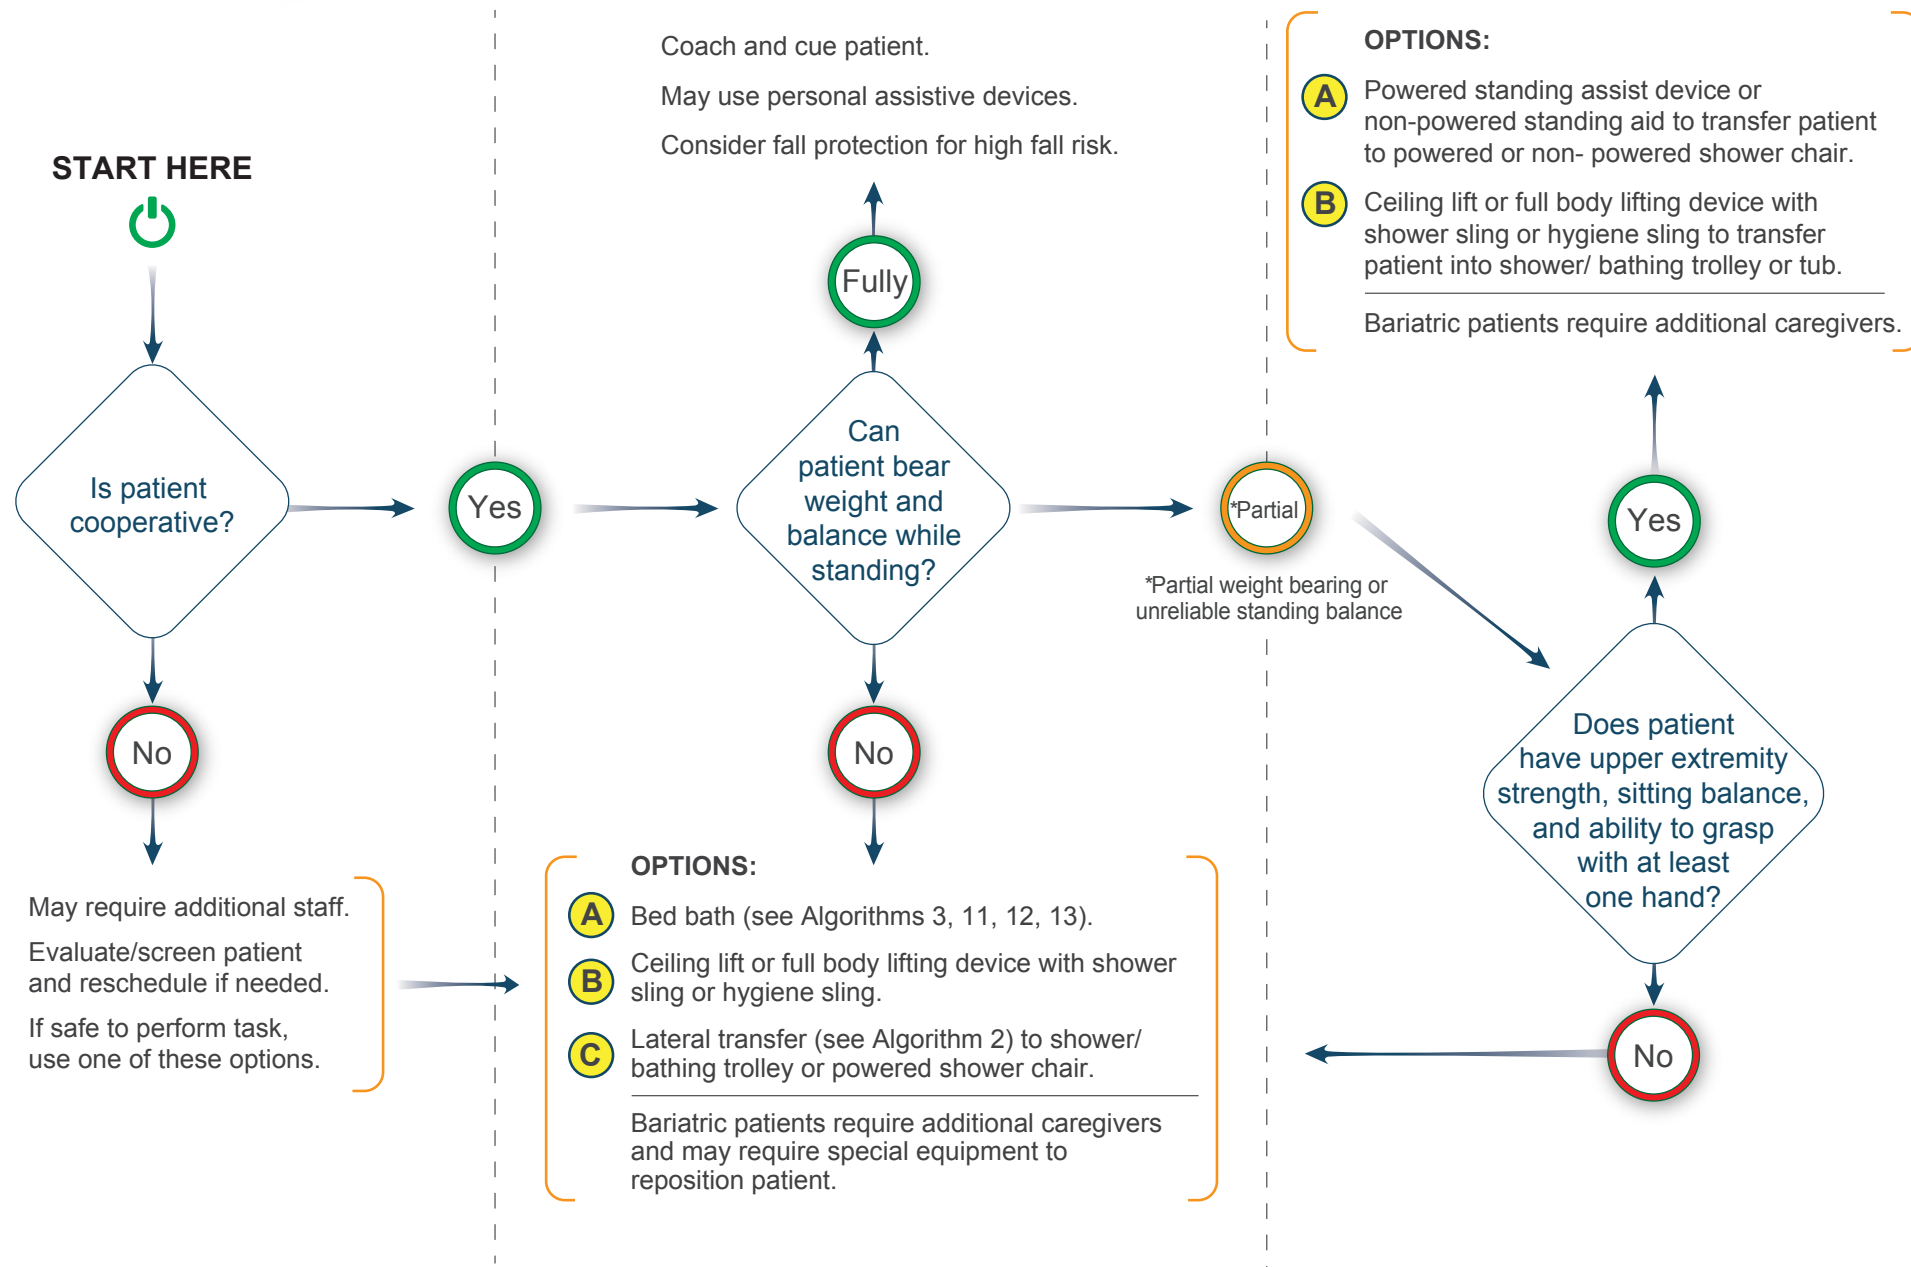 START HERE
Is patient
cooperative?
Yes
No
May require additional staff.
Evaluate/screen patient
and reschedule if needed.
If safe to perform task,
use one of these options.
Coach and cue patient.
May use personal assistive devices.
Consider fall protection for high fall risk.
Fully
Can
patient bear
weight and
balance while
standing?
No
OPTIONS:
A Bed bath (see Algorithms 3, 11, 12, 13).
B Ceiling lift or full body lifting device with shower
sling or hygiene sling.
C Lateral transfer (see Algorithm 2) to shower/
bathing trolley or powered shower chair.
Bariatric patients require additional caregivers
and may require special equipment to
reposition patient.
*Partial
*Partial weight bearing or
unreliable standing balance
OPTIONS:
A Powered standing assist device or
non-powered standing aid to transfer patient
to powered or non- powered shower chair.
B Ceiling lift or full body lifting device with
shower sling or hygiene sling to transfer
patient into shower/ bathing trolley or tub.
Bariatric patients require additional caregivers.
Yes
Does patient
have upper extremity
strength, sitting balance,
and ability to grasp
with at least
one hand?
No